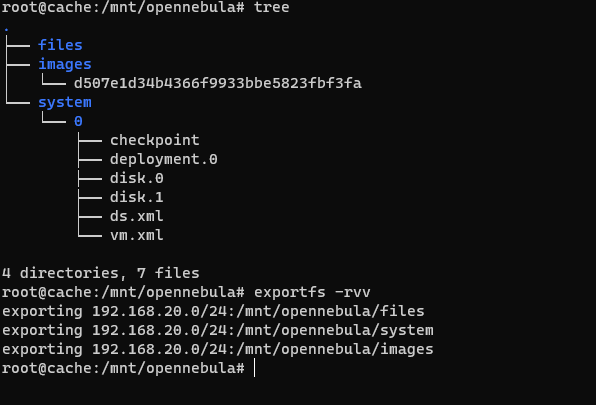 root@cache:/mnt/opennebula# tree
.
├── files
├── images
│   └── d507e1d34b4366f9933bbe5823fbf3fa
└── system
    └── 0
        ├── checkpoint
        ├── deployment.0
        ├── disk.0
        ├── disk.1
        ├── ds.xml
        └── vm.xml

4 directories, 7 files
root@cache:/mnt/opennebula# exportfs -rvv
exporting 192.168.20.0/24:/mnt/opennebula/files
exporting 192.168.20.0/24:/mnt/opennebula/system
exporting 192.168.20.0/24:/mnt/opennebula/images
root@cache:/mnt/opennebula#